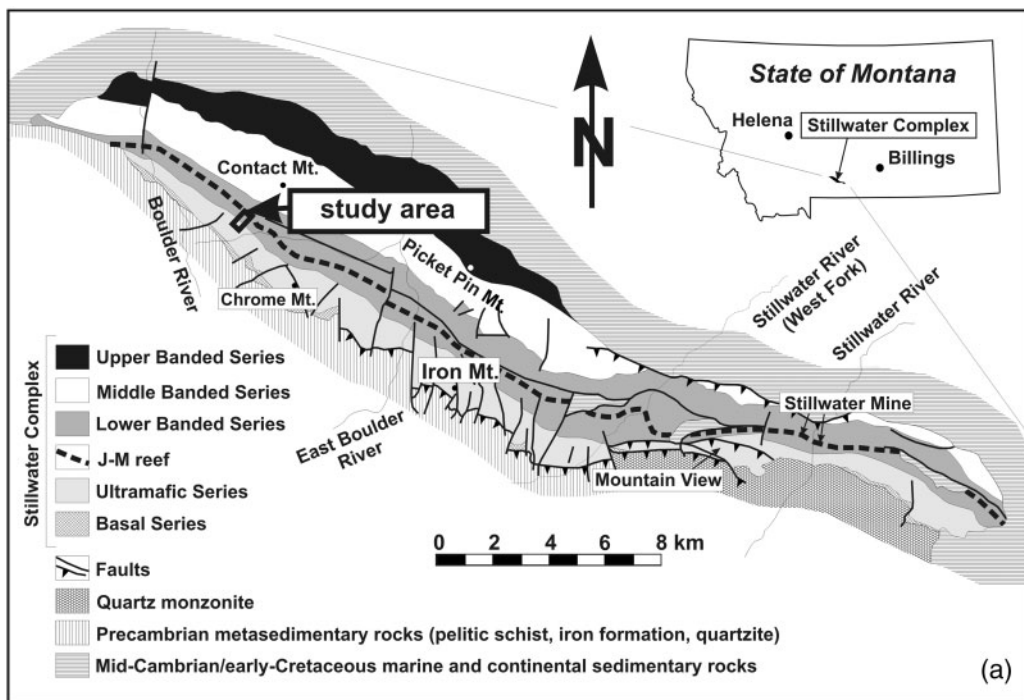 State of Montana
Helena
Stillwater Complex
Billings
N
Contact Mt.
study area
Boulder River
Picket Pin Mt.
Chrome Mt.
Stillwater River
(West Fork)
Stillwater River
Iron Mt.
Stillwater Mine
East Boulder
River
Mountain View
Stillwater Complex
Upper Banded Series
Middle Banded Series
Lower Banded Series
J-M reef
Ultramafic Series
Basal Series
0 2 4 6 8 km
Faults
Quartz monzonite
Precambrian metasedimentary rocks (pelitic schist, iron formation, quartzite)
Mid-Cambrian/early-Cretaceous marine and continental sedimentary rocks
(a)